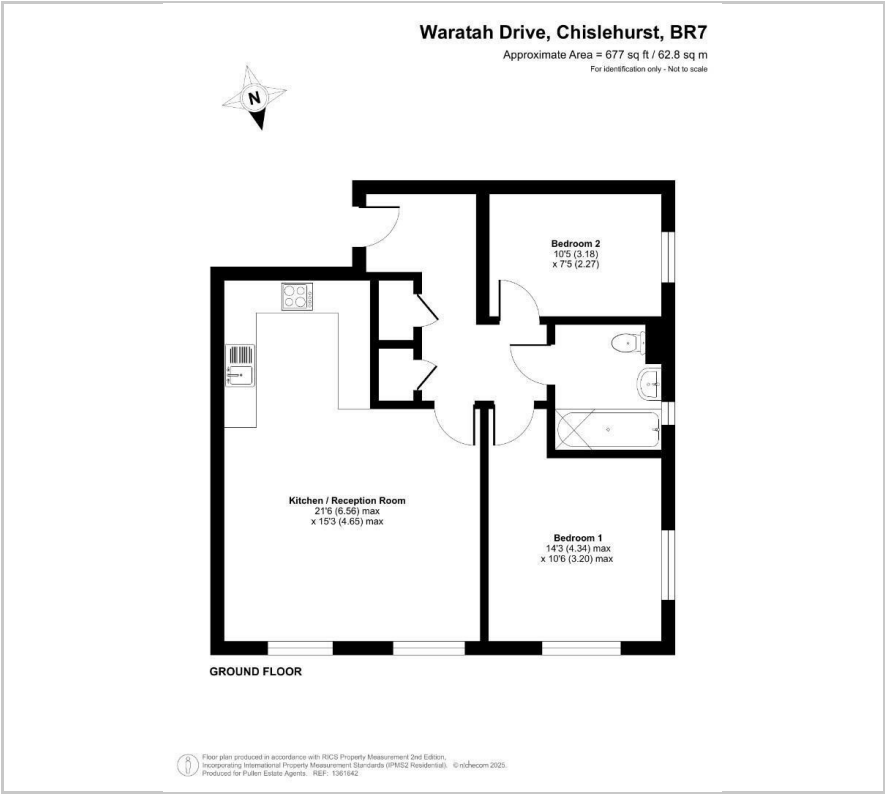 Waratah Drive, Chislehurst, BR7
Approximate Area = 677 sq ft / 62.8 sq m
For identification only - Not to scale
N
Bedroom 2
10'5 (3.18)
x 7'5 (2.27)
Kitchen / Reception Room
21'6 (6.56) max
x 15'3 (4.65) max
Bedroom 1
14'3 (4.34) max
x 10'6 (3.20) max
GROUND FLOOR
Floor plan produced in accordance with RICS Property Measurement 2nd Edition,
Incorporating International Property Measurement Standards (IPMS2 Residential). © nichecom 2025.
Produced for Pullen Estate Agents. REF: 1361642